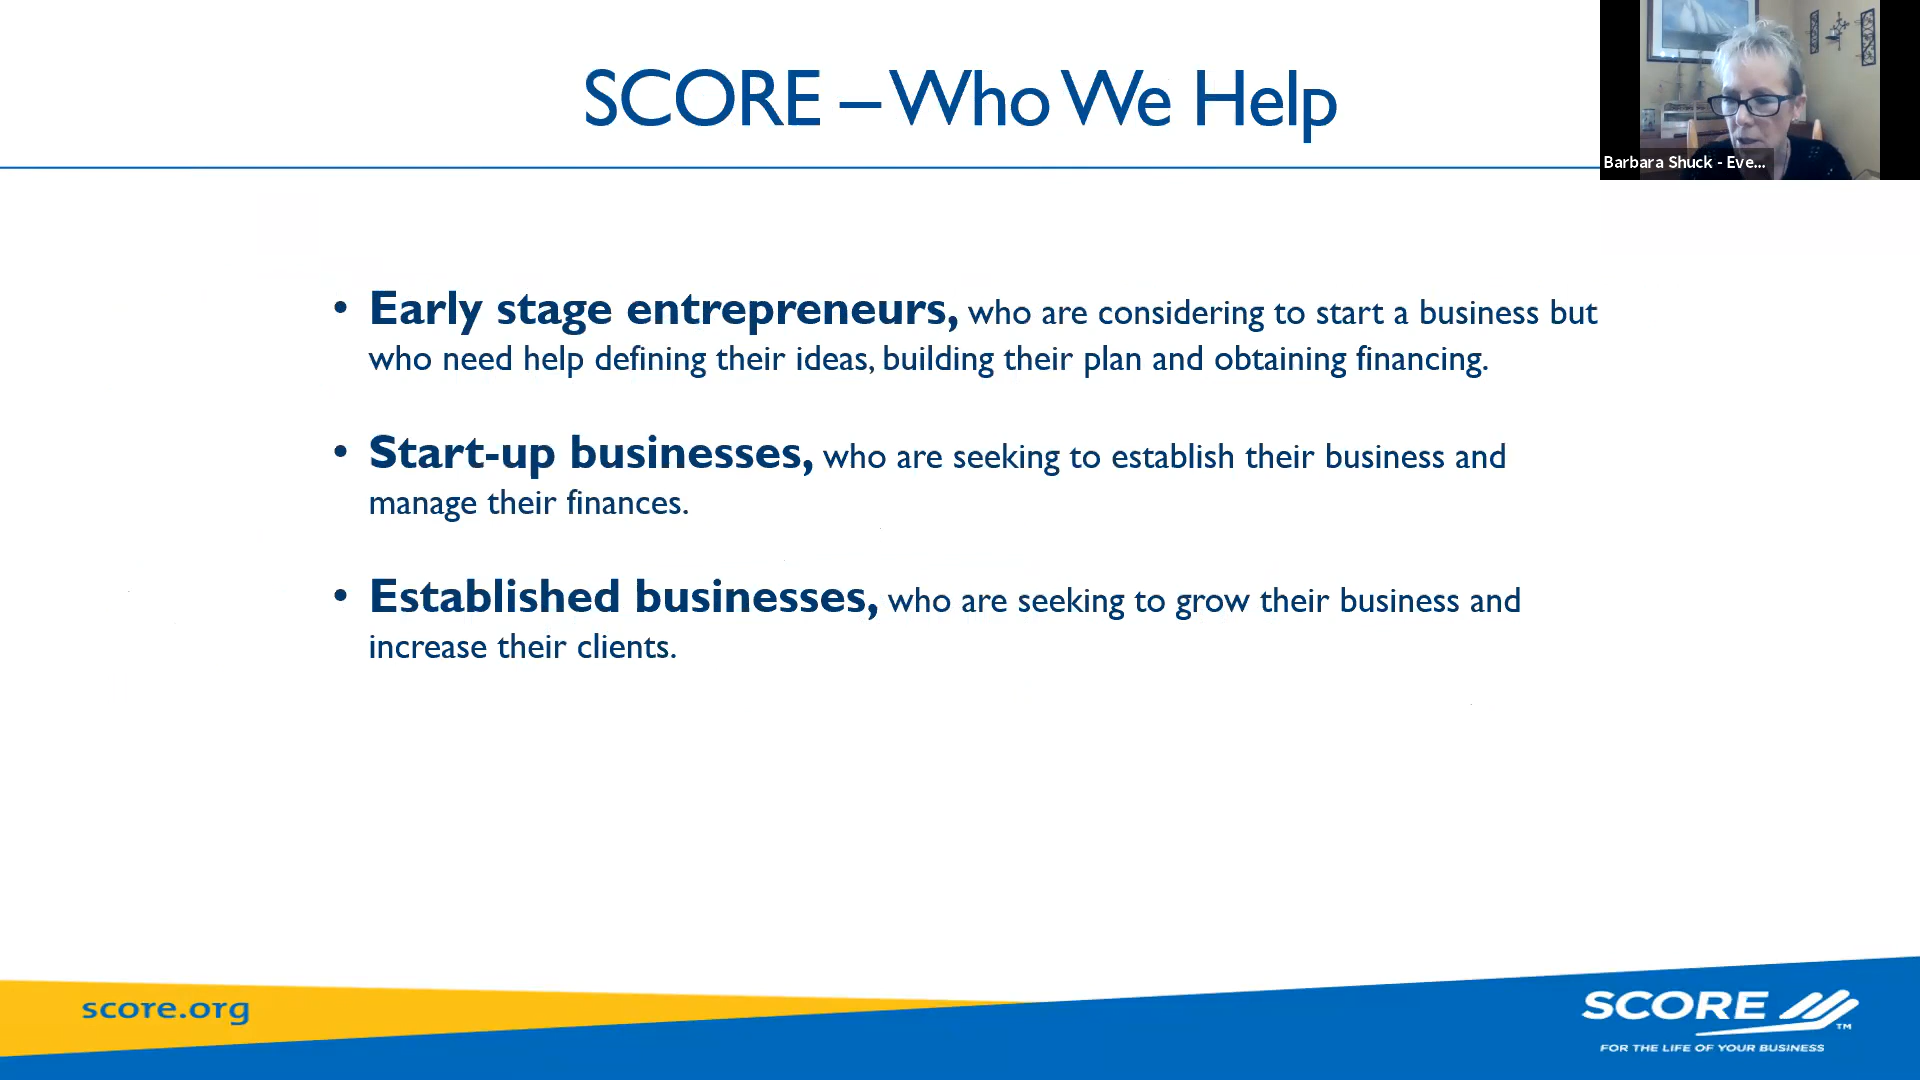 SCORE – Who We Help
Barbara Shuck - Eve...
• Early stage entrepreneurs, who are considering to start a business but
who need help defining their ideas, building their plan and obtaining financing.
• Start-up businesses, who are seeking to establish their business and
manage their finances.
• Established businesses, who are seeking to grow their business and
increase their clients.
score.org
SCORE
TM
FOR THE LIFE OF YOUR BUSINESS